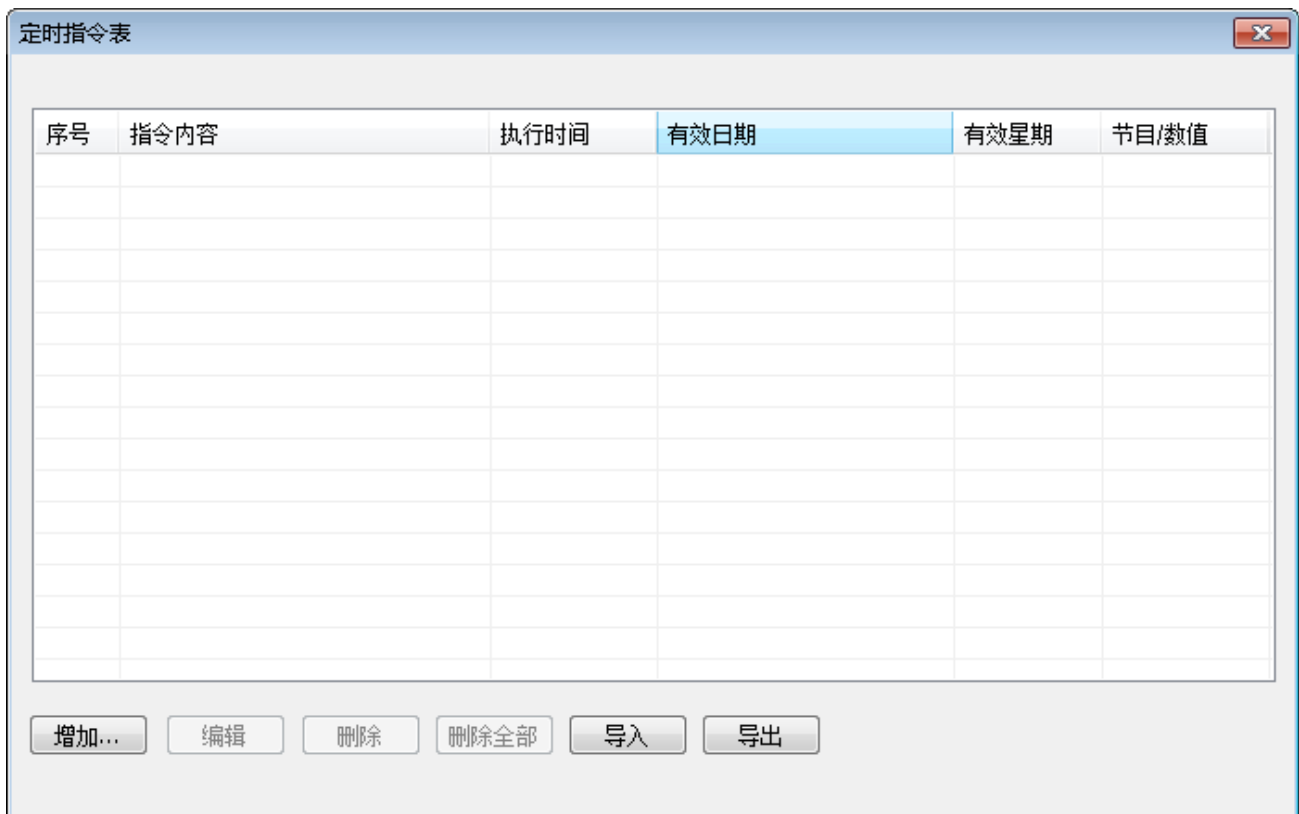 定时指令表
序号 指令内容 执行时间 有效日期 有效星期 节目/数值
增加... 编辑 删除 删除全部 导入 导出